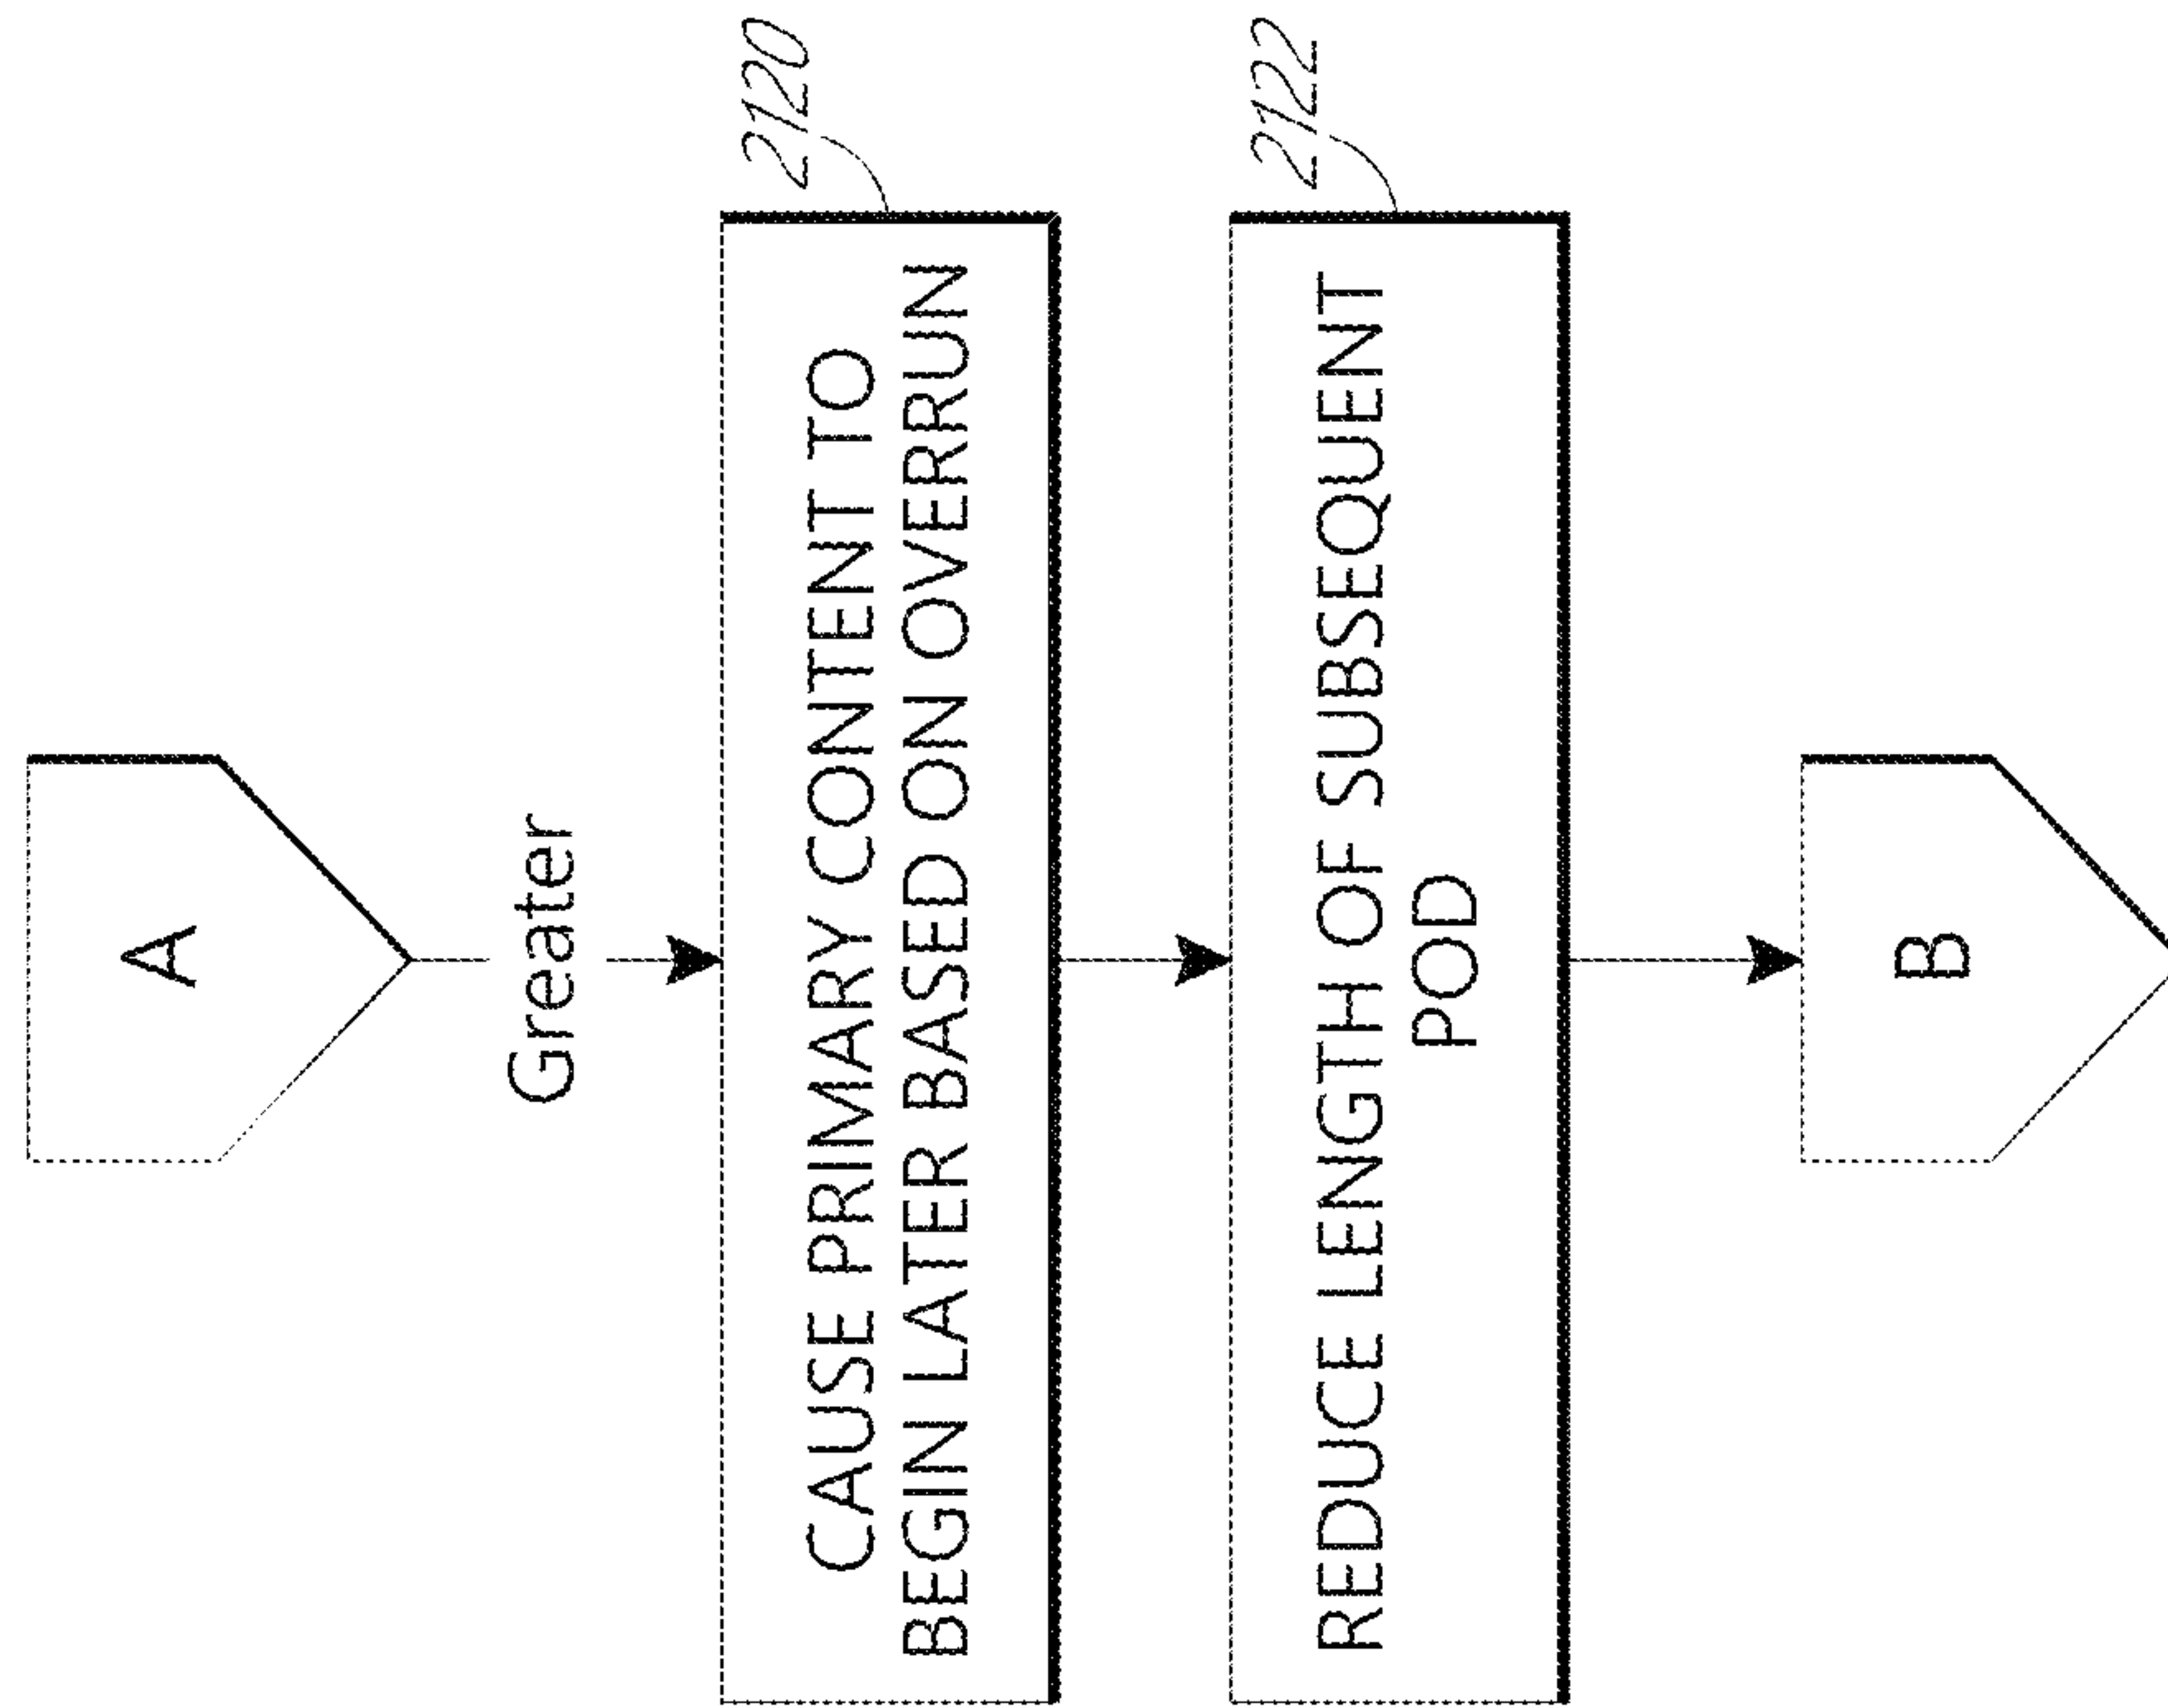 A
Greater
2120
CAUSE PRIMARY CONTENT TO
BEGIN LATER BASED ON OVERRUN
2122
REDUCE LENGTH OF SUBSEQUENT
POD
B